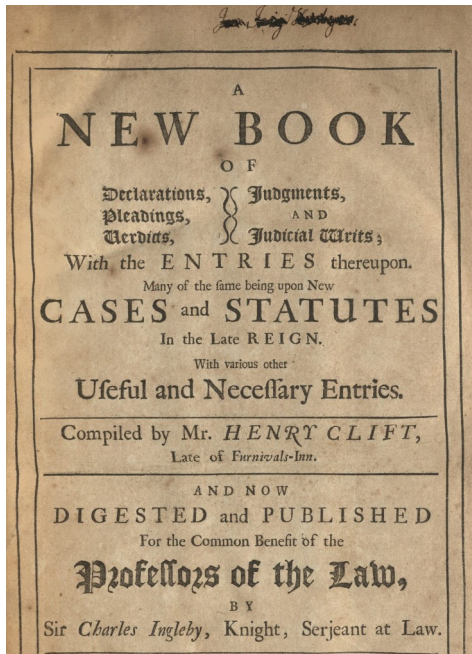 A
NEW BOOK
OF
Declarations, Judgments,
Pleadings, AND
Verdicts, Judicial Writs;
With the ENTRIES thereupon.
Many of the ſame being upon New
CASES and STATUTES
In the Late REIGN.
With various other
Uſeful and Neceſſary Entries.
Compiled by Mr. HENRY CLIFT,
Late of Furnivals-Inn.
AND NOW
DIGESTED and PUBLISHED
For the Common Benefit of the
Profeſſors of the Law,
BY
Sir Charles Ingleby, Knight, Serjeant at Law.